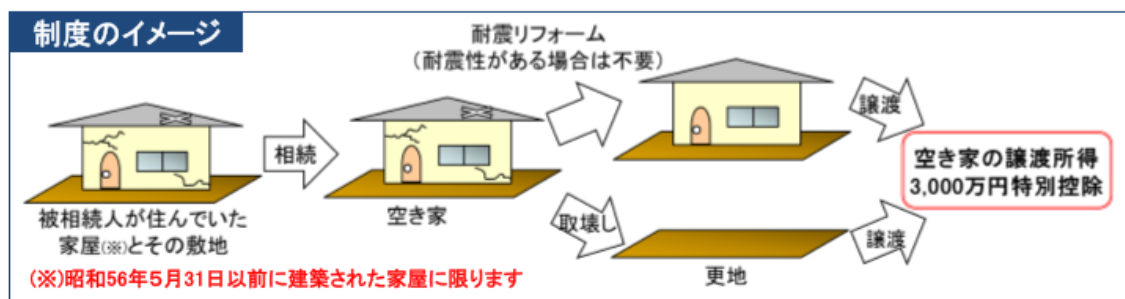 制度のイメージ
耐震リフォーム
(耐震性がある場合は不要)
相続
譲渡
空き家の譲渡所得
3,000万円特別控除
被相続人が住んでいた
家屋(※)とその敷地
空き家
取壊し
譲渡
更地
(※)昭和56年5月31日以前に建築された家屋に限ります